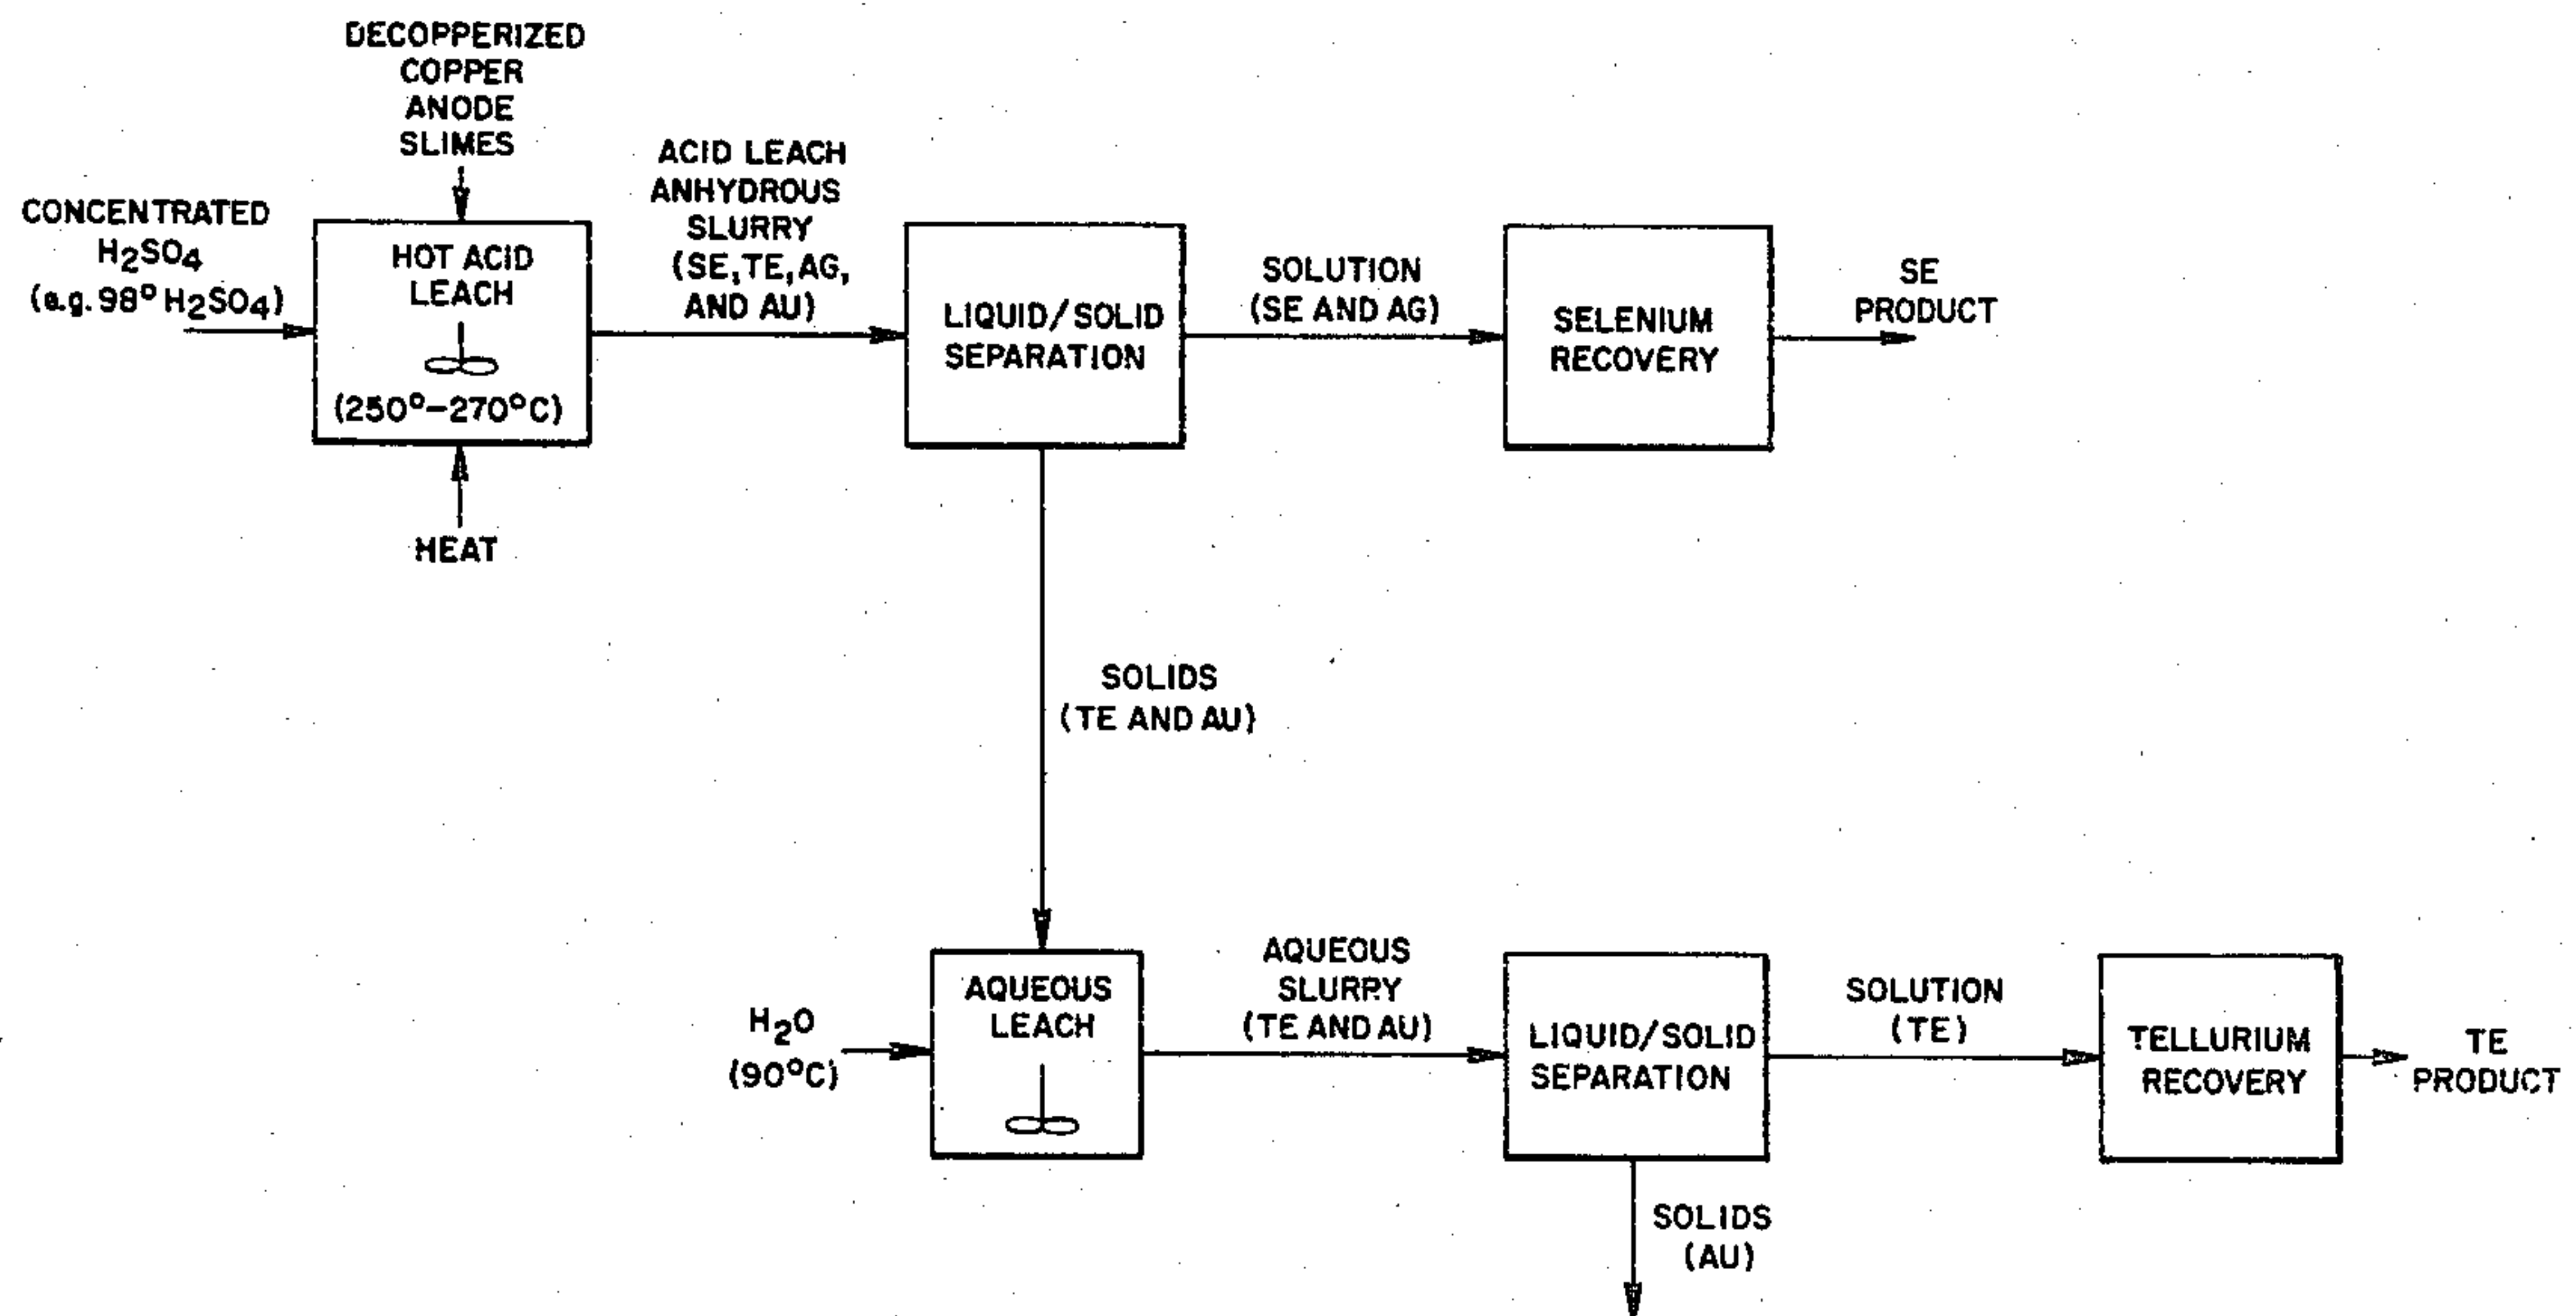 DECOPPERIZED
COPPER
ANODE
SLIMES
CONCENTRATED
H₂SO₄
(e.g. 98° H₂SO₄)
HOT ACID
LEACH
(250°–270°C)
HEAT
ACID LEACH
ANHYDROUS
SLURRY
(SE, TE, AG,
AND AU)
LIQUID/SOLID
SEPARATION
SOLUTION
(SE AND AG)
SELENIUM
RECOVERY
SE
PRODUCT
SOLIDS
(TE AND AU)
H₂O
(90°C)
AQUEOUS
LEACH
AQUEOUS
SLURRY
(TE AND AU)
LIQUID/SOLID
SEPARATION
SOLUTION
(TE)
TELLURIUM
RECOVERY
TE
PRODUCT
SOLIDS
(AU)